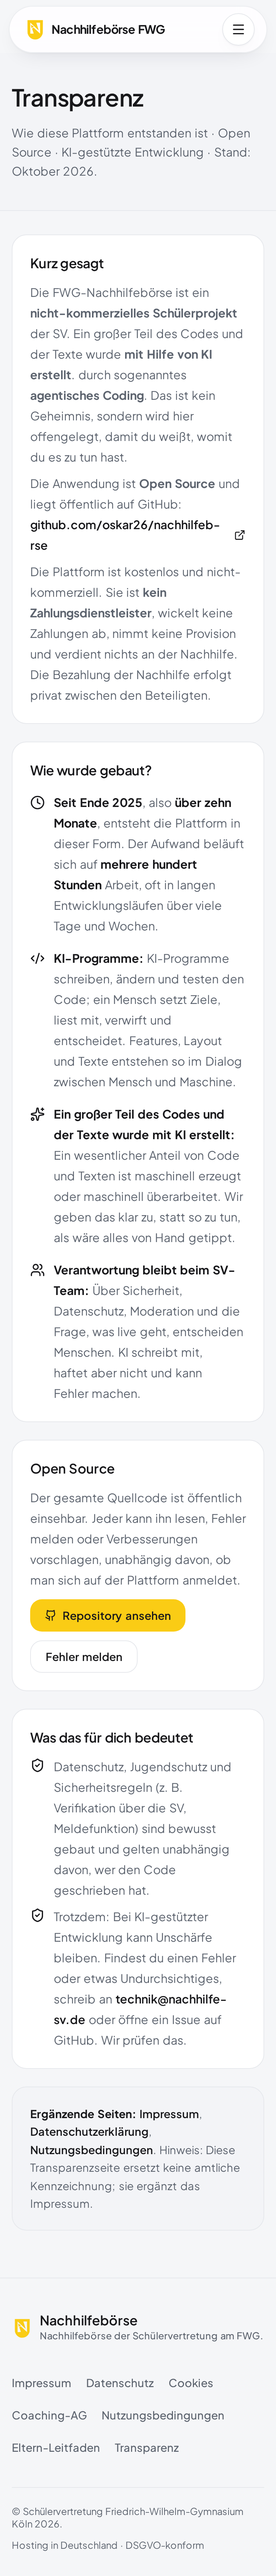 Nachhilfebörse FWG
Transparenz
Wie diese Plattform entstanden ist · Open
Source · KI-gestützte Entwicklung · Stand:
Oktober 2026.
Kurz gesagt
Die FWG-Nachhilfebörse ist ein
nicht-kommerzielles Schülerprojekt
der SV. Ein großer Teil des Codes und
der Texte wurde mit Hilfe von KI
erstellt. durch sogenanntes
agentisches Coding. Das ist kein
Geheimnis, sondern wird hier
offengelegt, damit du weißt, womit
du es zu tun hast.
Die Anwendung ist Open Source und
liegt öffentlich auf GitHub:
github.com/oskar26/nachhilfeb-
rse
Die Plattform ist kostenlos und nicht-
kommerziell. Sie ist kein
Zahlungsdienstleister, wickelt keine
Zahlungen ab, nimmt keine Provision
und verdient nichts an der Nachhilfe.
Die Bezahlung der Nachhilfe erfolgt
privat zwischen den Beteiligten.
Wie wurde gebaut?
Seit Ende 2025, also über zehn
Monate, entsteht die Plattform in
dieser Form. Der Aufwand beläuft
sich auf mehrere hundert
Stunden Arbeit, oft in langen
Entwicklungsläufen über viele
Tage und Wochen.
KI-Programme: KI-Programme
schreiben, ändern und testen den
Code; ein Mensch setzt Ziele,
liest mit, verwirft und
entscheidet. Features, Layout
und Texte entstehen so im Dialog
zwischen Mensch und Maschine.
Ein großer Teil des Codes und
der Texte wurde mit KI erstellt:
Ein wesentlicher Anteil von Code
und Texten ist maschinell erzeugt
oder maschinell überarbeitet. Wir
geben das klar zu, statt so zu tun,
als wäre alles von Hand getippt.
Verantwortung bleibt beim SV-
Team: Über Sicherheit,
Datenschutz, Moderation und die
Frage, was live geht, entscheiden
Menschen. KI schreibt mit,
haftet aber nicht und kann
Fehler machen.
Open Source
Der gesamte Quellcode ist öffentlich
einsehbar. Jeder kann ihn lesen, Fehler
melden oder Verbesserungen
vorschlagen, unabhängig davon, ob
man sich auf der Plattform anmeldet.
Repository ansehen
Fehler melden
Was das für dich bedeutet
Datenschutz, Jugendschutz und
Sicherheitsregeln (z. B.
Verifikation über die SV,
Meldefunktion) sind bewusst
gebaut und gelten unabhängig
davon, wer den Code
geschrieben hat.
Trotzdem: Bei KI-gestützter
Entwicklung kann Unschärfe
bleiben. Findest du einen Fehler
oder etwas Undurchsichtiges,
schreib an technik@nachhilfe-
sv.de oder öffne ein Issue auf
GitHub. Wir prüfen das.
Ergänzende Seiten: Impressum,
Datenschutzerklärung,
Nutzungsbedingungen. Hinweis: Diese
Transparenzseite ersetzt keine amtliche
Kennzeichnung; sie ergänzt das
Impressum.
Nachhilfebörse
Nachhilfebörse der Schülervertretung am FWG.
Impressum Datenschutz Cookies
Coaching-AG Nutzungsbedingungen
Eltern-Leitfaden Transparenz
© Schülervertretung Friedrich-Wilhelm-Gymnasium
Köln 2026.
Hosting in Deutschland · DSGVO-konform